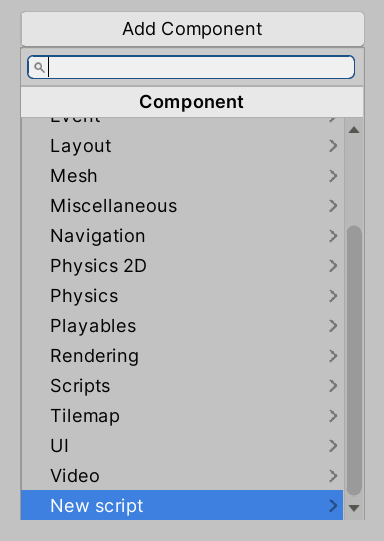 Add Component
Component
Event
Layout
Mesh
Miscellaneous
Navigation
Physics 2D
Physics
Playables
Rendering
Scripts
Tilemap
UI
Video
New script